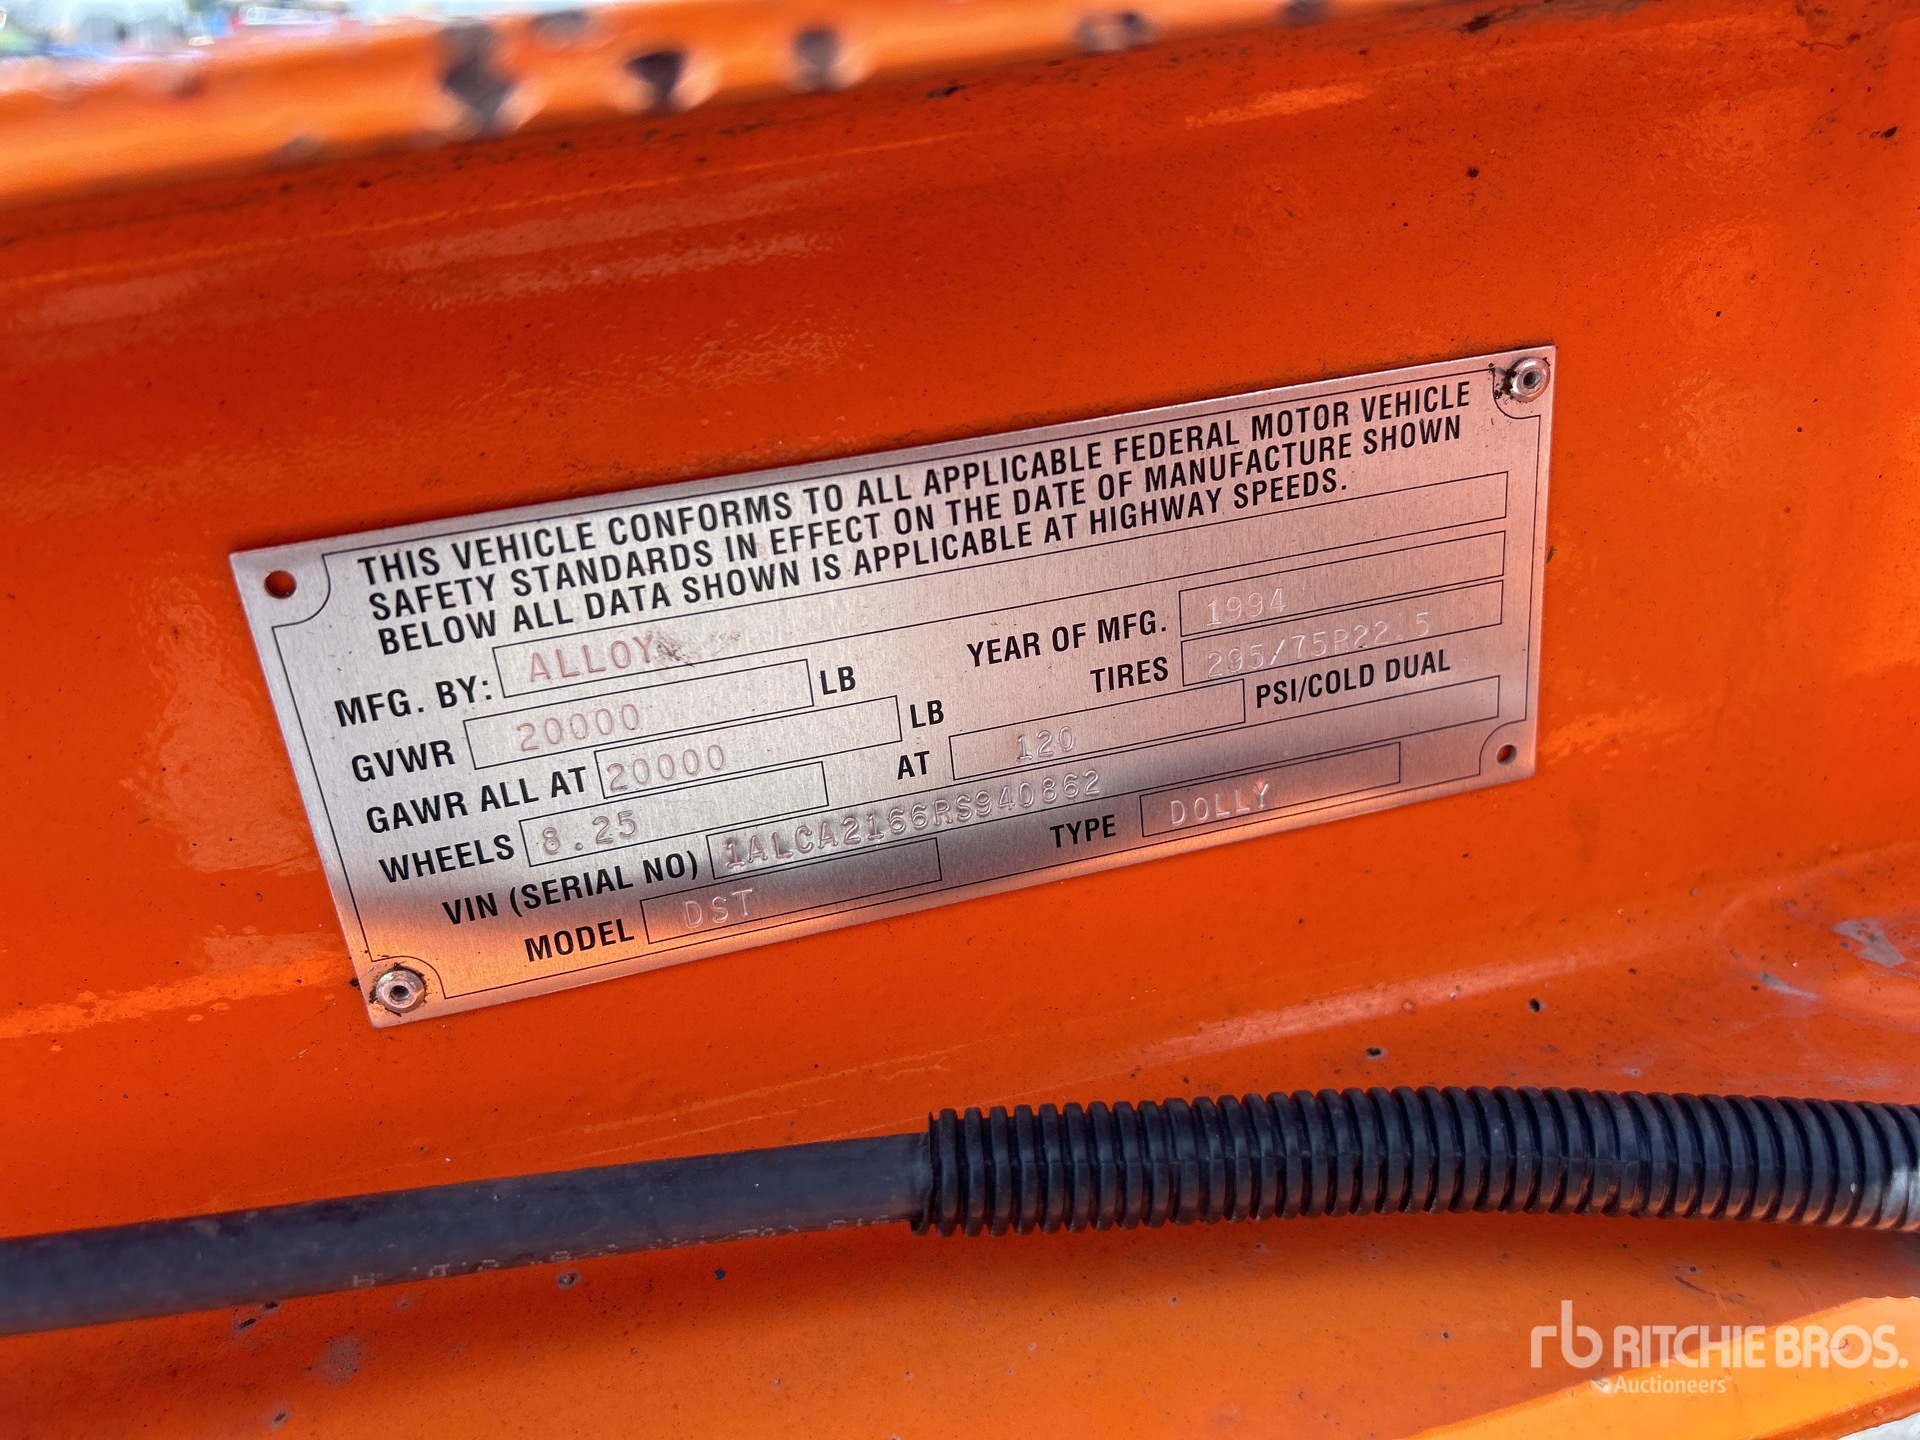 THIS VEHICLE CONFORMS TO ALL APPLICABLE FEDERAL MOTOR VEHICLE
SAFETY STANDARDS IN EFFECT ON THE DATE OF MANUFACTURE SHOWN
BELOW ALL DATA SHOWN IS APPLICABLE AT HIGHWAY SPEEDS.
MFG. BY: ALLOY
YEAR OF MFG. 1994
GVWR 20000 LB
TIRES 295/75R22.5
GAWR ALL AT 20000 LB
AT 120 PSI/COLD DUAL
WHEELS 8.25
VIN (SERIAL NO) 1ALCA2166RS940862
MODEL DST
TYPE DOLLY
rb RITCHIE BROS.
Auctioneers